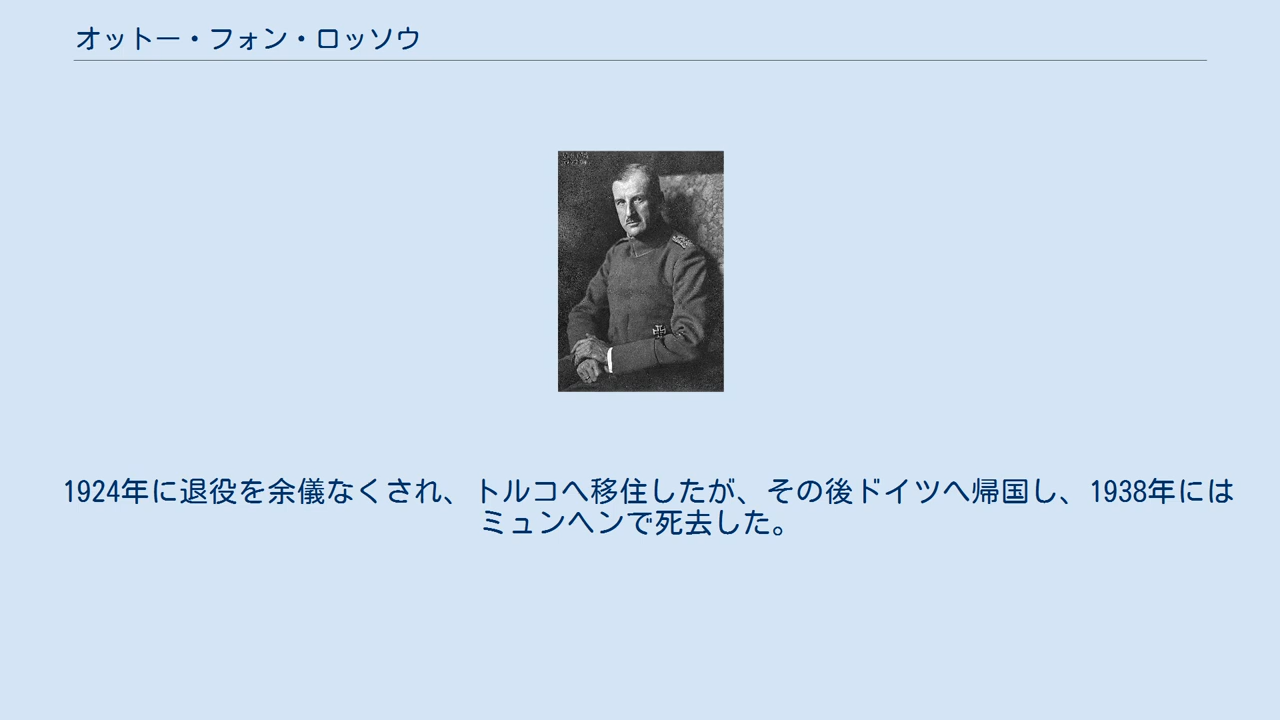 オットー・フォン・ロッソウ
1924年に退役を余儀なくされ、トルコへ移住したが、その後ドイツへ帰国し、1938年には
ミュンヘンで死去した。